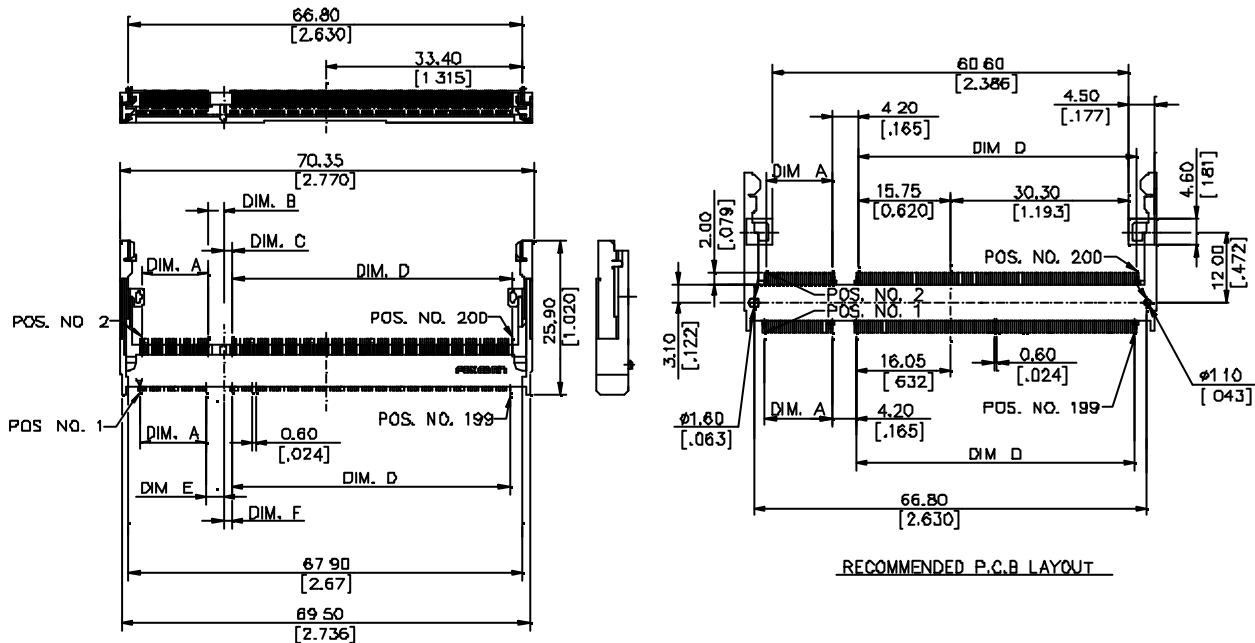 66.80
[2.630]
33.40
[1 315]
70.35
[2.770]
DIM. B
DIM. C
DIM. A
DIM. D
POS. NO 2
POS. NO. 200
25.90
[1.020]
FOXCONN
POS NO. 1
POS. NO. 199
DIM. A
0.60
[.024]
DIM E
DIM. D
DIM. F
67 90
[2.67]
69 50
[2.736]
60 60
[2.386]
4.20
[.165]
4.50
[.177]
DIM D
DIM A
4.60
[ 181]
15.75
[0.620]
30.30
[1.193]
2.00
[.079]
POS. NO. 200
12 00
[.472]
POS. NO. 2
POS. NO. 1
3.10
[.122]
16.05
[ 632]
0.60
[.024]
ø1 10
[ 043]
POS. NO. 199
ø1.60
[.063]
DIM. A
4.20
[.165]
DIM D
66.80
[2.630]
RECOMMENDED P.C.B LAYOUT